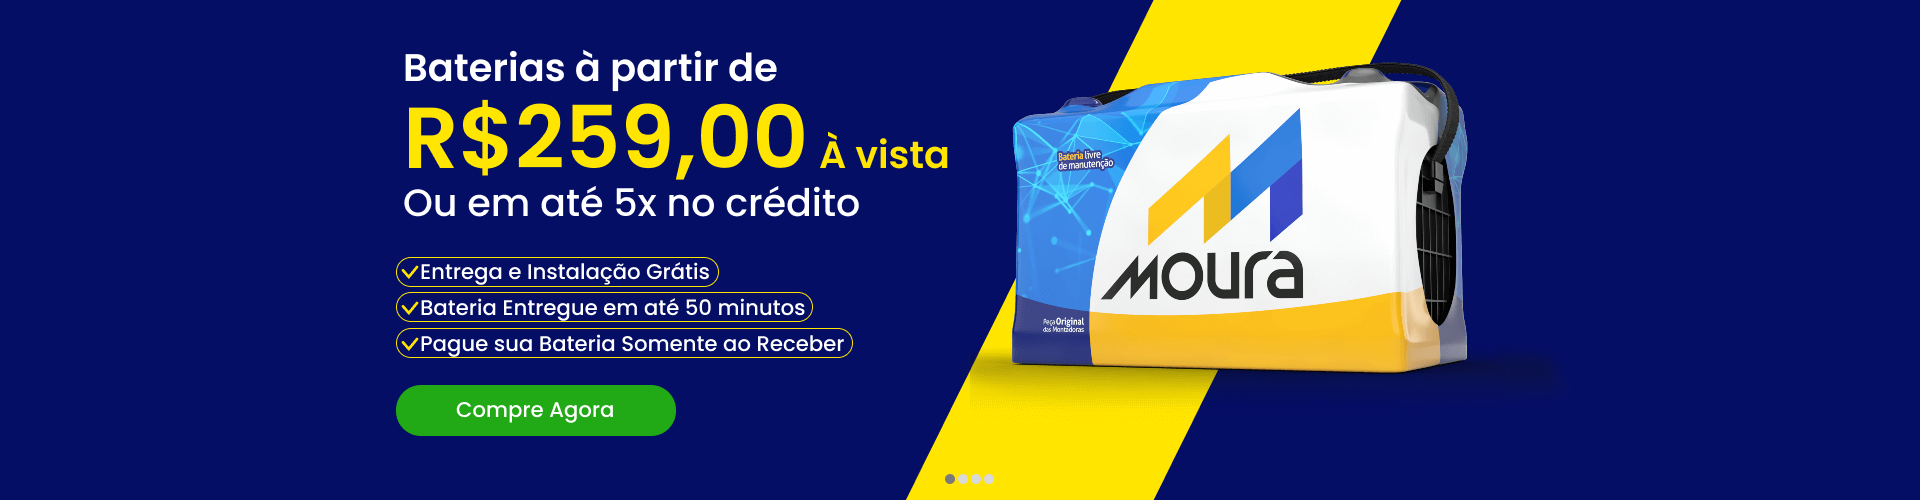 Baterias à partir de
R$259,00 À vista
Ou em até 5x no crédito
Entrega e Instalação Grátis
Bateria Entregue em até 50 minutos
Pague sua Bateria Somente ao Receber
Compre Agora
Bateria livre
de manutenção
moura
Peça Original
das Montadoras